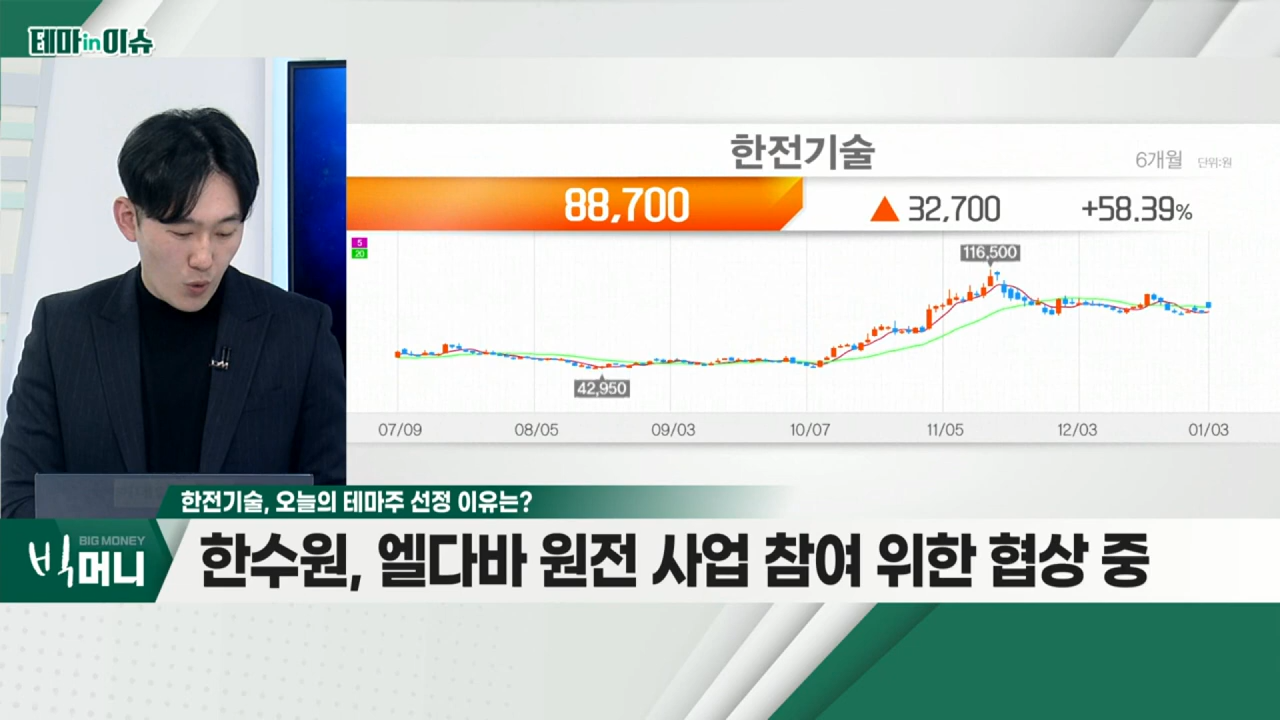 테마in이슈
한전기술
6개월 단위:원
88,700 ▲ 32,700 +58.39%
5
20
116,500
42,950
07/09 08/05 09/03 10/07 11/05 12/03 01/03
한전기술, 오늘의 테마주 선정 이유는?
BIG MONEY
빅머니
한수원, 엘다바 원전 사업 참여 위한 협상 중